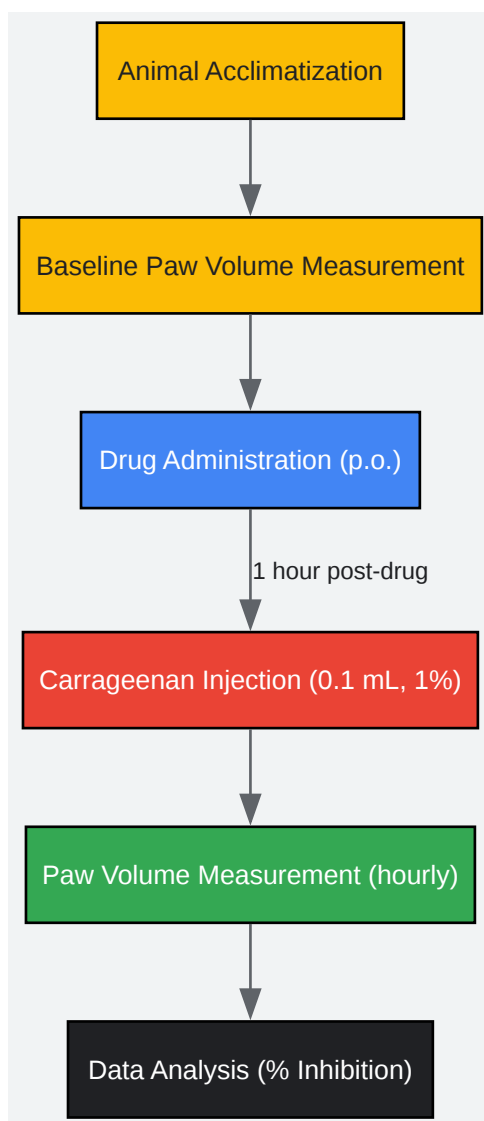 Animal Acclimatization
Baseline Paw Volume Measurement
Drug Administration (p.o.)
1 hour post-drug
Carrageenan Injection (0.1 mL, 1%)
Paw Volume Measurement (hourly)
Data Analysis (% Inhibition)